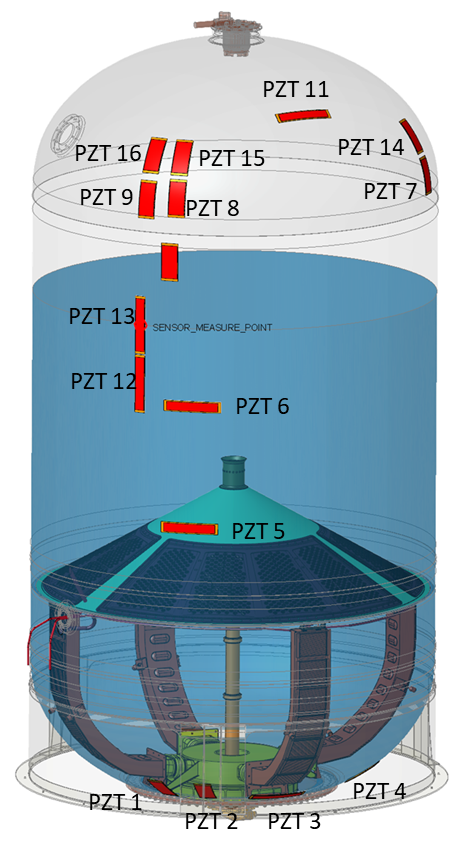 PZT 11
PZT 14
PZT 16
PZT 15
PZT 7
PZT 9
PZT 8
PZT 13
SENSOR_MEASURE_POINT
PZT 12
PZT 6
PZT 5
PZT 4
PZT 1
PZT 2
PZT 3